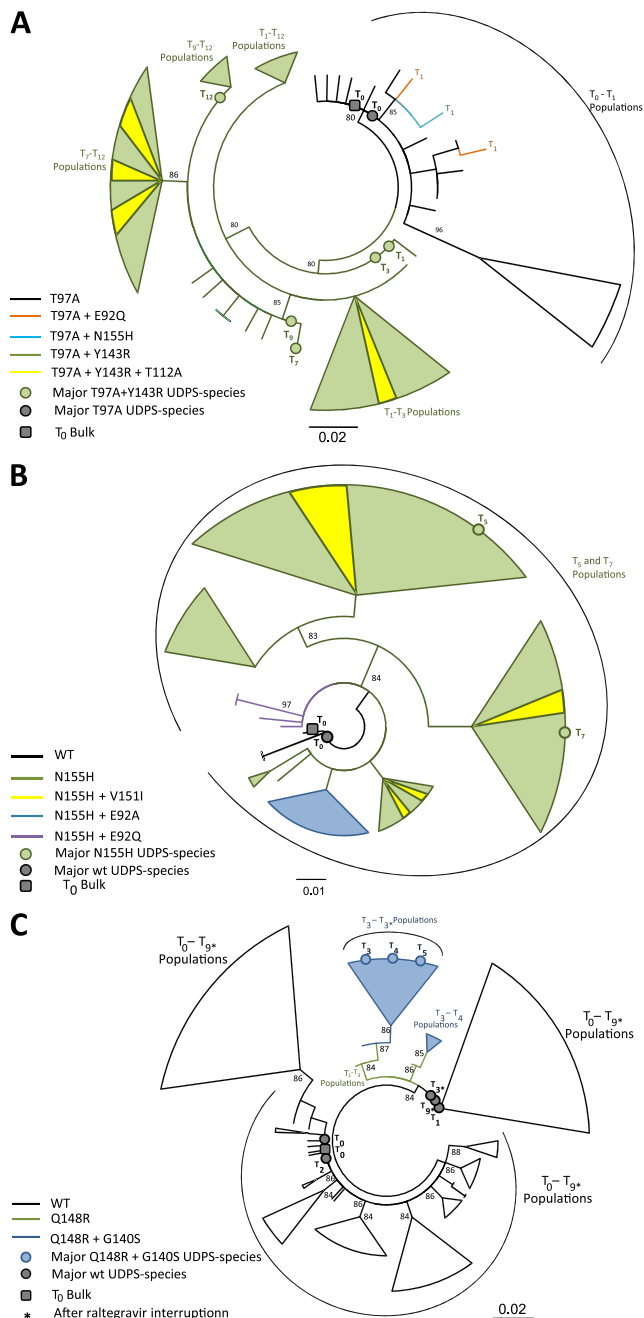 A
T9-T12
Populations
T1-T12
Populations
T12
T0
T0
80
85
T1
T1
T1
T0 - T1
Populations
T7-T12
Populations
86
96
80
80
T1
T3
85
T9
T7
T1-T3 Populations
T97A
T97A + E92Q
T97A + N155H
T97A + Y143R
T97A + Y143R + T112A
Major T97A+Y143R UDPS-species
Major T97A UDPS-species
T0 Bulk
0.02
B
T5
T5 and T7
Populations
83
84
97
T0
T0
T7
WT
N155H
N155H + V151I
N155H + E92A
N155H + E92Q
Major N155H UDPS-species
Major wt UDPS-species
T0 Bulk
0.01
C
T3 – T3* Populations
T3
T4
T5
T0 – T9*
Populations
T0 – T9*
Populations
T3 – T4
Populations
86
87
85
84
86
T1-T3
Populations
84
T3*
T9*
T1
86
T0
T0
T2
88
86
84
86
86
84
84
T0 – T9*
Populations
WT
Q148R
Q148R + G140S
Major Q148R + G140S UDPS-species
Major wt UDPS-species
T0 Bulk
* After raltegravir interruptionn
0.02